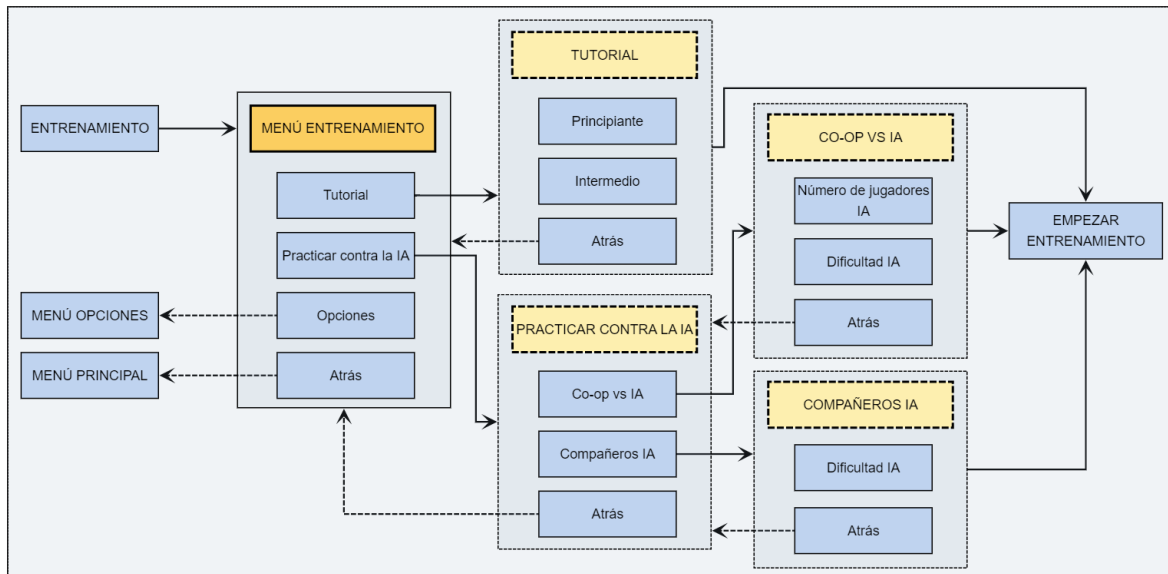 ENTRENAMIENTO
MENÚ ENTRENAMIENTO
Tutorial
Practicar contra la IA
Opciones
Atrás
MENÚ OPCIONES
MENÚ PRINCIPAL
TUTORIAL
Principiante
Intermedio
Atrás
PRACTICAR CONTRA LA IA
Co-op vs IA
Compañeros IA
Atrás
CO-OP VS IA
Número de jugadores
IA
Dificultad IA
Atrás
COMPAÑEROS IA
Dificultad IA
Atrás
EMPEZAR
ENTRENAMIENTO